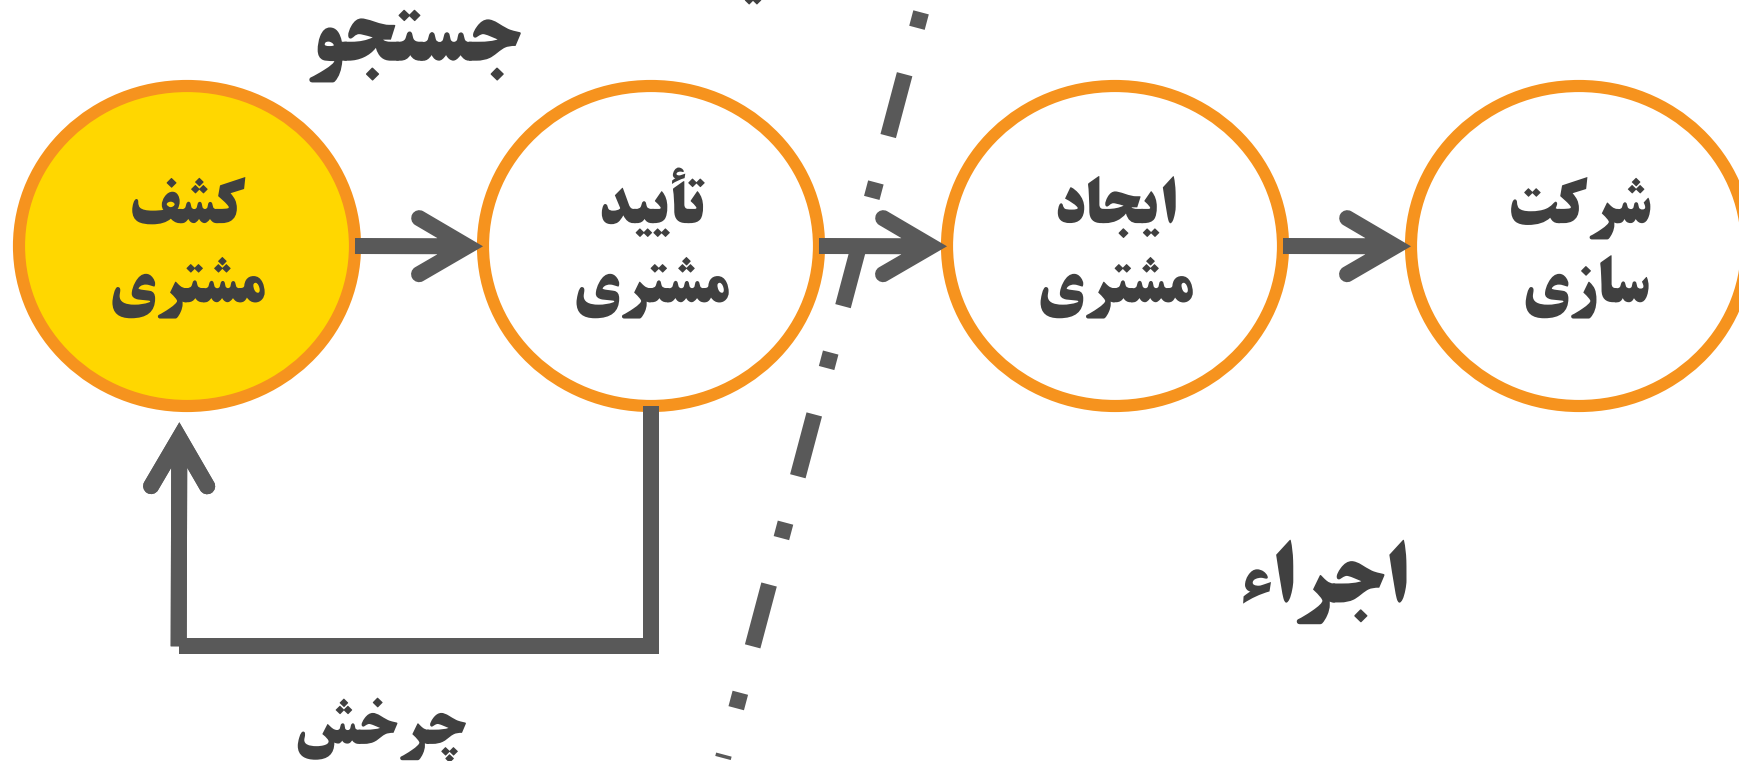 جستجو
کشف
مشتری
تأیید
مشتری
ایجاد
مشتری
شرکت
سازی
اجراء
چرخش